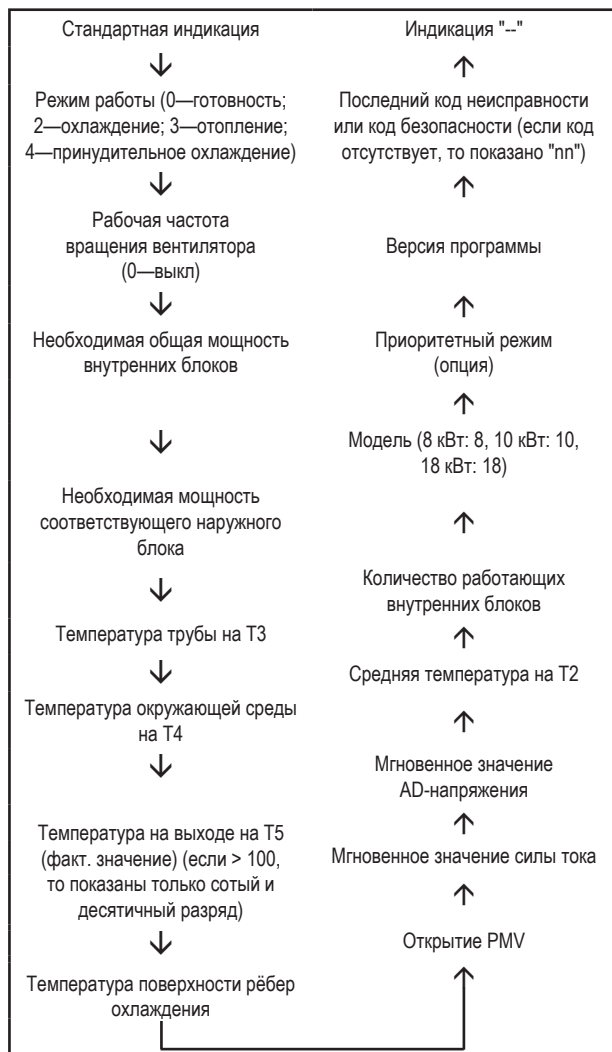 Стандартная индикация
Режим работы (0—готовность;
2—охлаждение; 3—отопление;
4—принудительное охлаждение)
Рабочая частота
вращения вентилятора
(0—выкл)
Необходимая общая мощность
внутренних блоков
Необходимая мощность
соответствующего наружного
блока
Температура трубы на T3
Температура окружающей среды
на T4
Температура на выходе на T5
(факт. значение) (если > 100,
то показаны только сотый и
десятичный разряд)
Температура поверхности рёбер
охлаждения
Открытие PMV
Мгновенное значение силы тока
Мгновенное значение
AD-напряжения
Средняя температура на T2
Количество работающих
внутренних блоков
Модель (8 кВт: 8, 10 кВт: 10,
18 кВт: 18)
Приоритетный режим
(опция)
Версия программы
Последний код неисправности
или код безопасности (если код
отсутствует, то показано "nn")
Индикация "--"